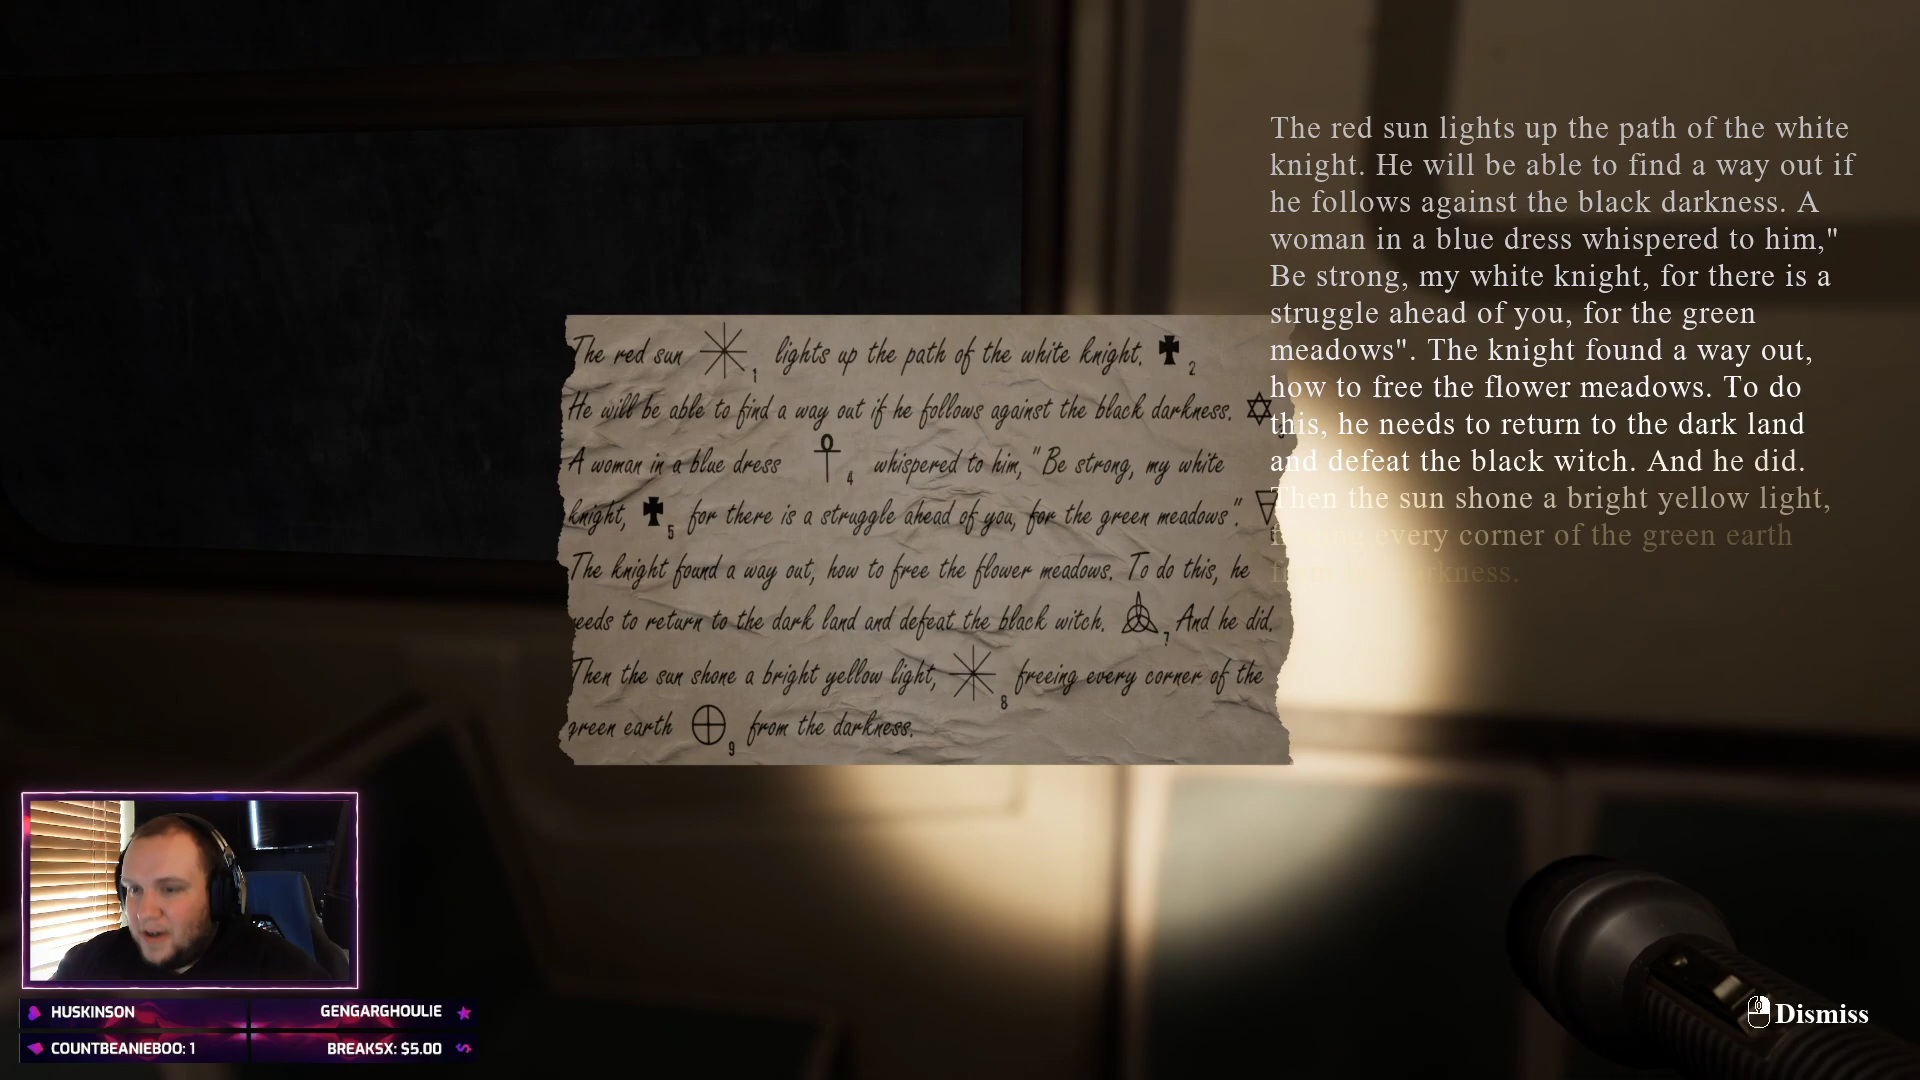 The red sun 1 lights up the path of the white knight. 2
He will be able to find a way out if he follows against the black darkness.
A woman in a blue dress 4 whispered to him, "Be strong, my white
knight, 5 for there is a struggle ahead of you, for the green meadows".
The knight found a way out, how to free the flower meadows. To do this, he
needs to return to the dark land and defeat the black witch. 7 And he did.
Then the sun shone a bright yellow light, 8 freeing every corner of the
green earth 9 from the darkness.
The red sun lights up the path of the white
knight. He will be able to find a way out if
he follows against the black darkness. A
woman in a blue dress whispered to him,"
Be strong, my white knight, for there is a
struggle ahead of you, for the green
meadows". The knight found a way out,
how to free the flower meadows. To do
this, he needs to return to the dark land
and defeat the black witch. And he did.
Then the sun shone a bright yellow light,
freeing every corner of the green earth
from the darkness.
HUSKINSON
GENGARGHOULIE
COUNTBEANIEBOO: 1
BREAKSX: $5.00
Dismiss